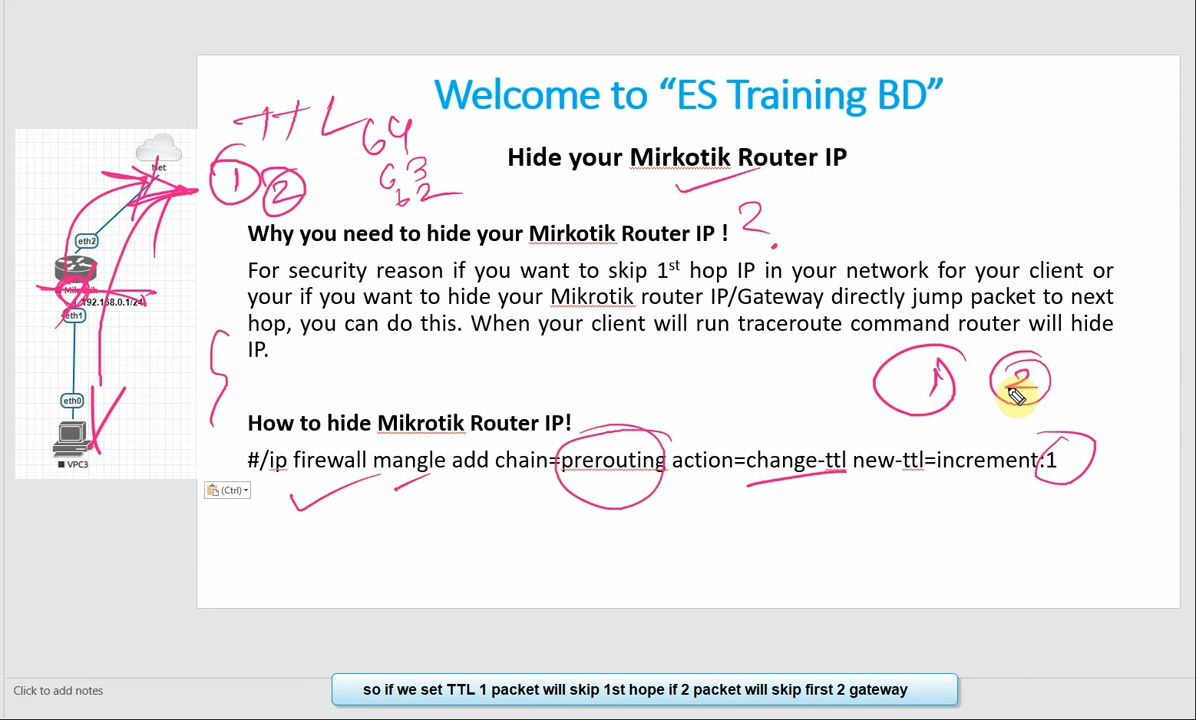 Welcome to “ES Training BD”
TTL 64
63
62
1 2
Hide your Mirkotik Router IP
Net
eth2
192.168.0.1/24
eth1
eth0
VPC3
Why you need to hide your Mirkotik Router IP ! ?
For security reason if you want to skip 1st hop IP in your network for your client or
your if you want to hide your Mikrotik router IP/Gateway directly jump packet to next
hop, you can do this. When your client will run traceroute command router will hide
IP.
1 2
How to hide Mikrotik Router IP!
#/ip firewall mangle add chain=prerouting action=change-ttl new-ttl=increment:1
(Ctrl)
Click to add notes
so if we set TTL 1 packet will skip 1st hope if 2 packet will skip first 2 gateway